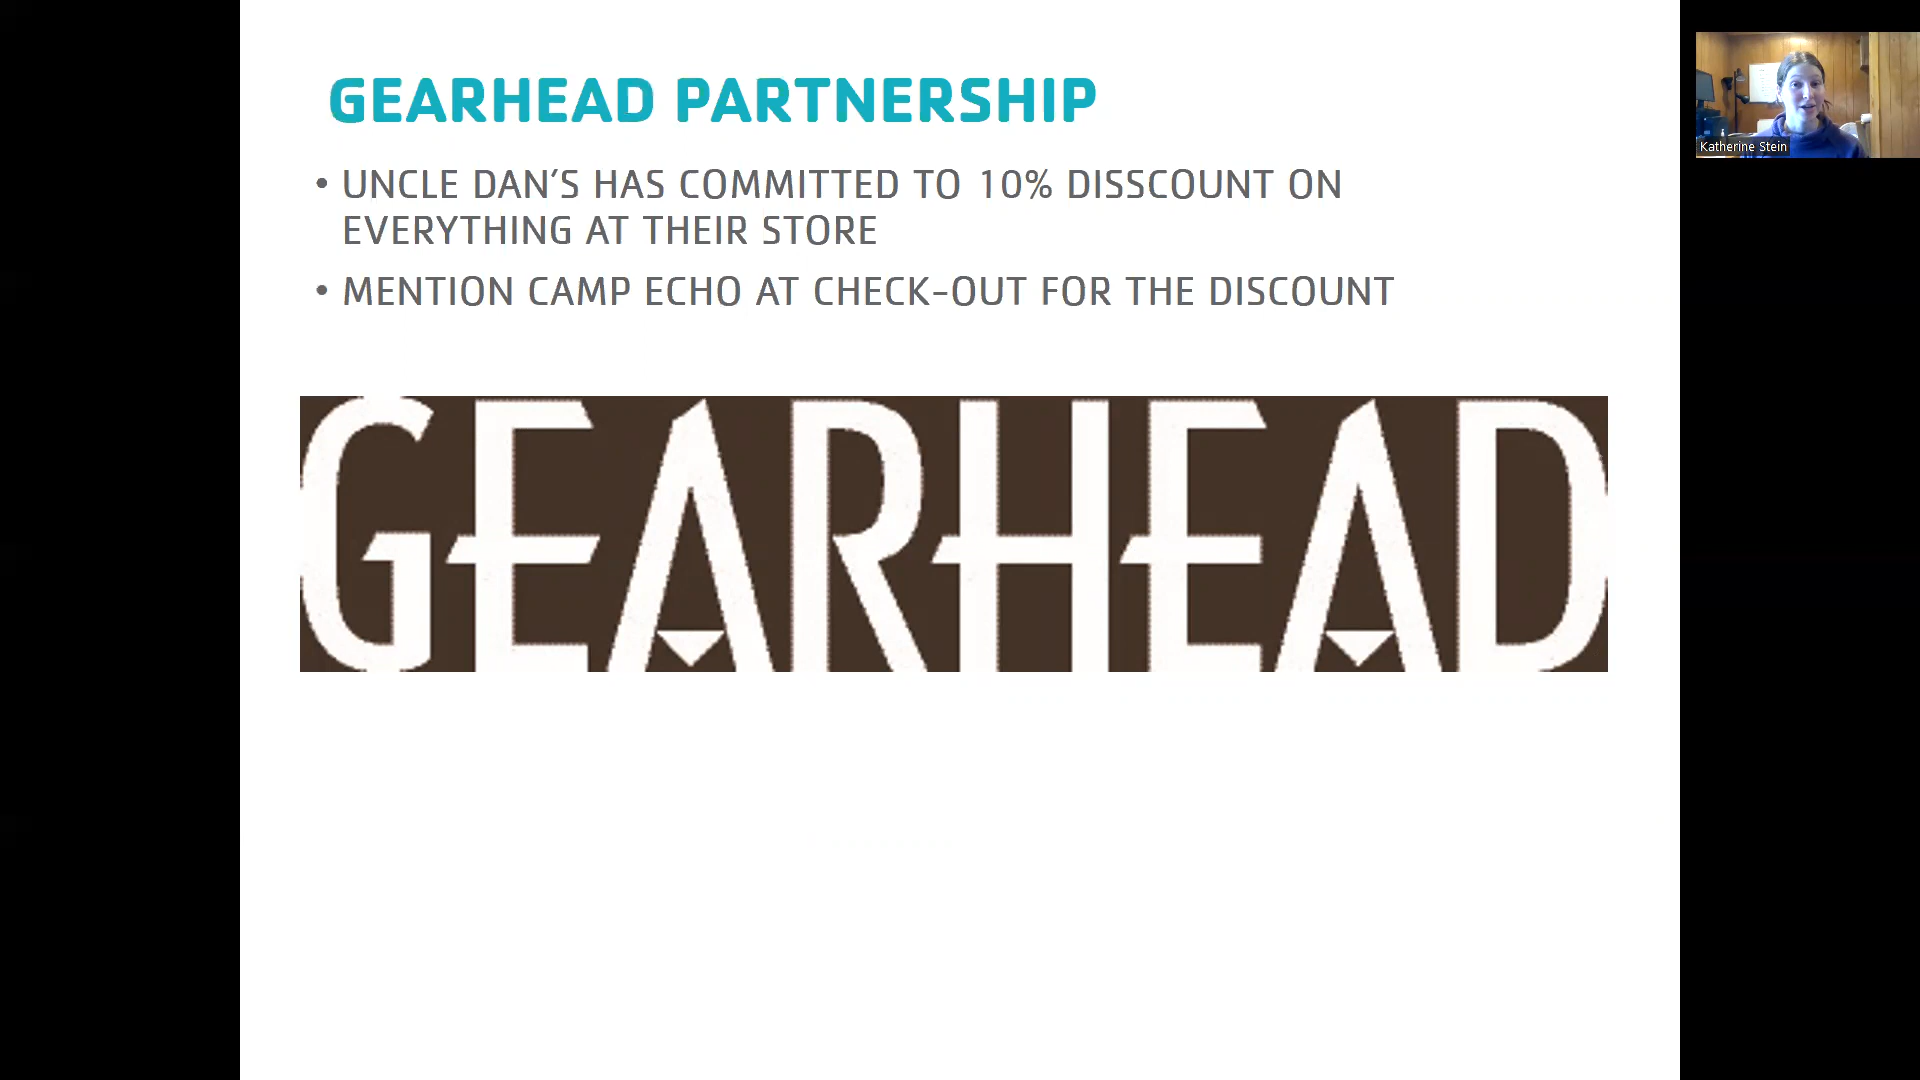 GEARHEAD PARTNERSHIP
• UNCLE DAN’S HAS COMMITTED TO 10% DISSCOUNT ON
EVERYTHING AT THEIR STORE
• MENTION CAMP ECHO AT CHECK-OUT FOR THE DISCOUNT
GEARHEAD
Katherine Stein